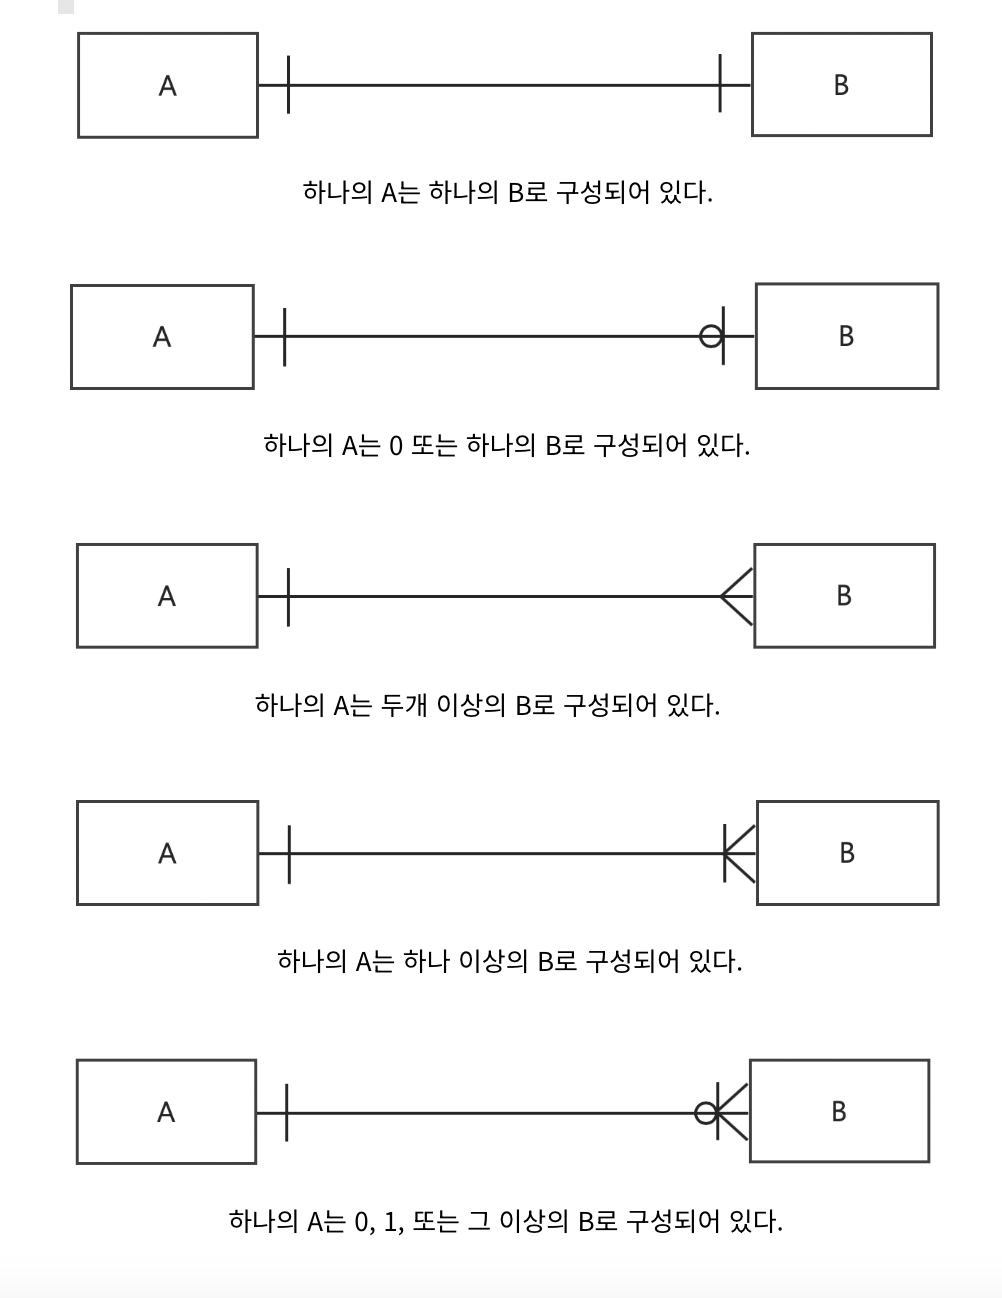 A B
하나의 A는 하나의 B로 구성되어 있다.
A B
하나의 A는 0 또는 하나의 B로 구성되어 있다.
A B
하나의 A는 두개 이상의 B로 구성되어 있다.
A B
하나의 A는 하나 이상의 B로 구성되어 있다.
A B
하나의 A는 0, 1, 또는 그 이상의 B로 구성되어 있다.